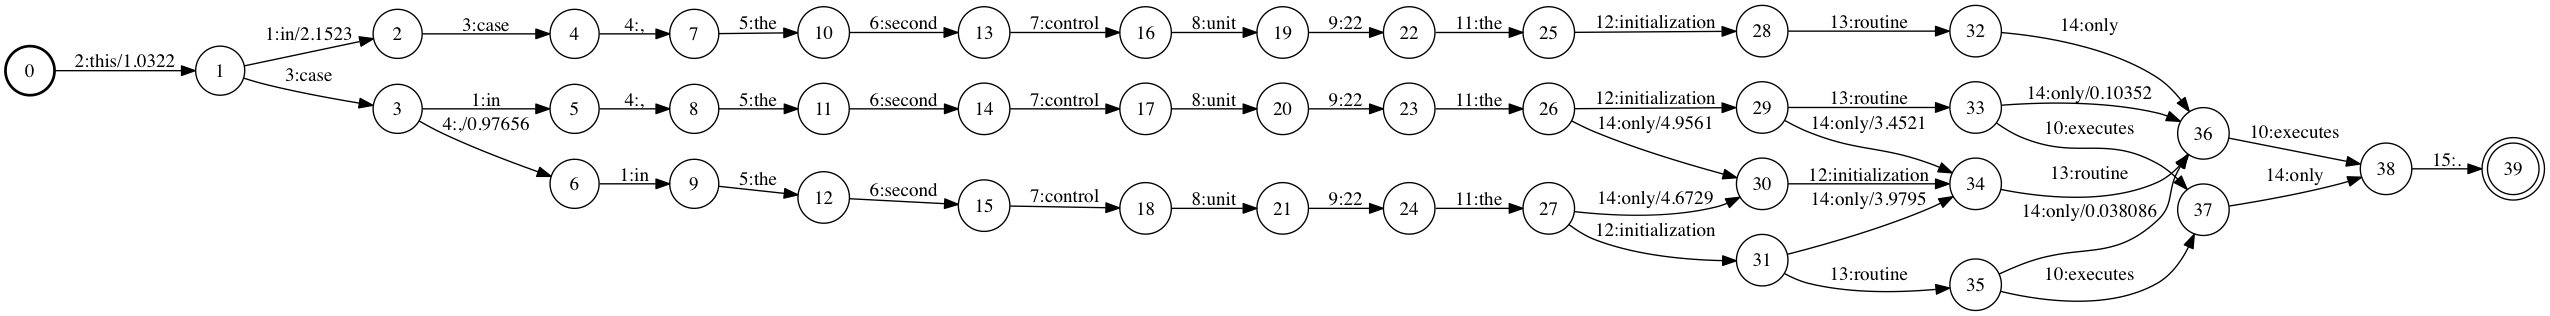 1:in/2.1523 3:case 4:, 5:the 6:second 7:control 8:unit 9:22 11:the 12:initialization 13:routine 14:only
2 4 7 10 13 16 19 22 25 28 32
2:this/1.0322
0 1
3:case
1:in 4:, 5:the 6:second 7:control 8:unit 9:22 11:the 12:initialization 13:routine 14:only/0.10352
3 5 8 11 14 17 20 23 26 29 33
4:,/0.97656 14:only/4.9561 14:only/3.4521 10:executes
36 10:executes
1:in 5:the 6:second 7:control 8:unit 9:22 11:the 14:only/4.6729 12:initialization 13:routine 14:only 15:.
6 9 12 15 18 21 24 27 30 34 37 38 39
12:initialization 14:only/3.9795 14:only/0.038086
31 13:routine 35 10:executes